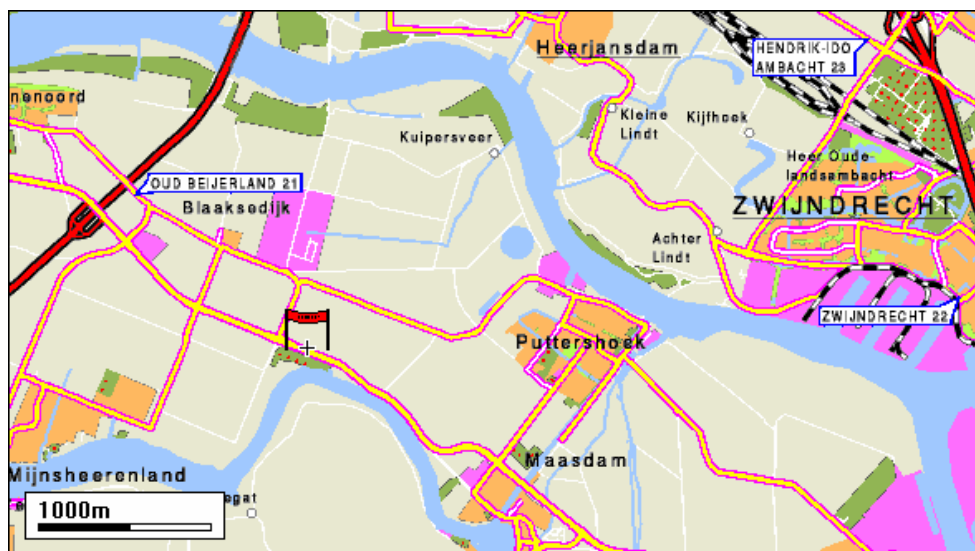 Heerjansdam
HENDRIK-IDO
AMBACHT 23
nenoord
Kleine
Lindt
Kijfhoek
Kuipersveer
Heer Oude-
landsambacht
OUD BEIJERLAND 21
Blaaksedijk
ZWIJNDRECHT
Achter
Lindt
ZWIJNDRECHT 22
Puttershoek
Maasdam
Mijnsheerenland
egat
1000m